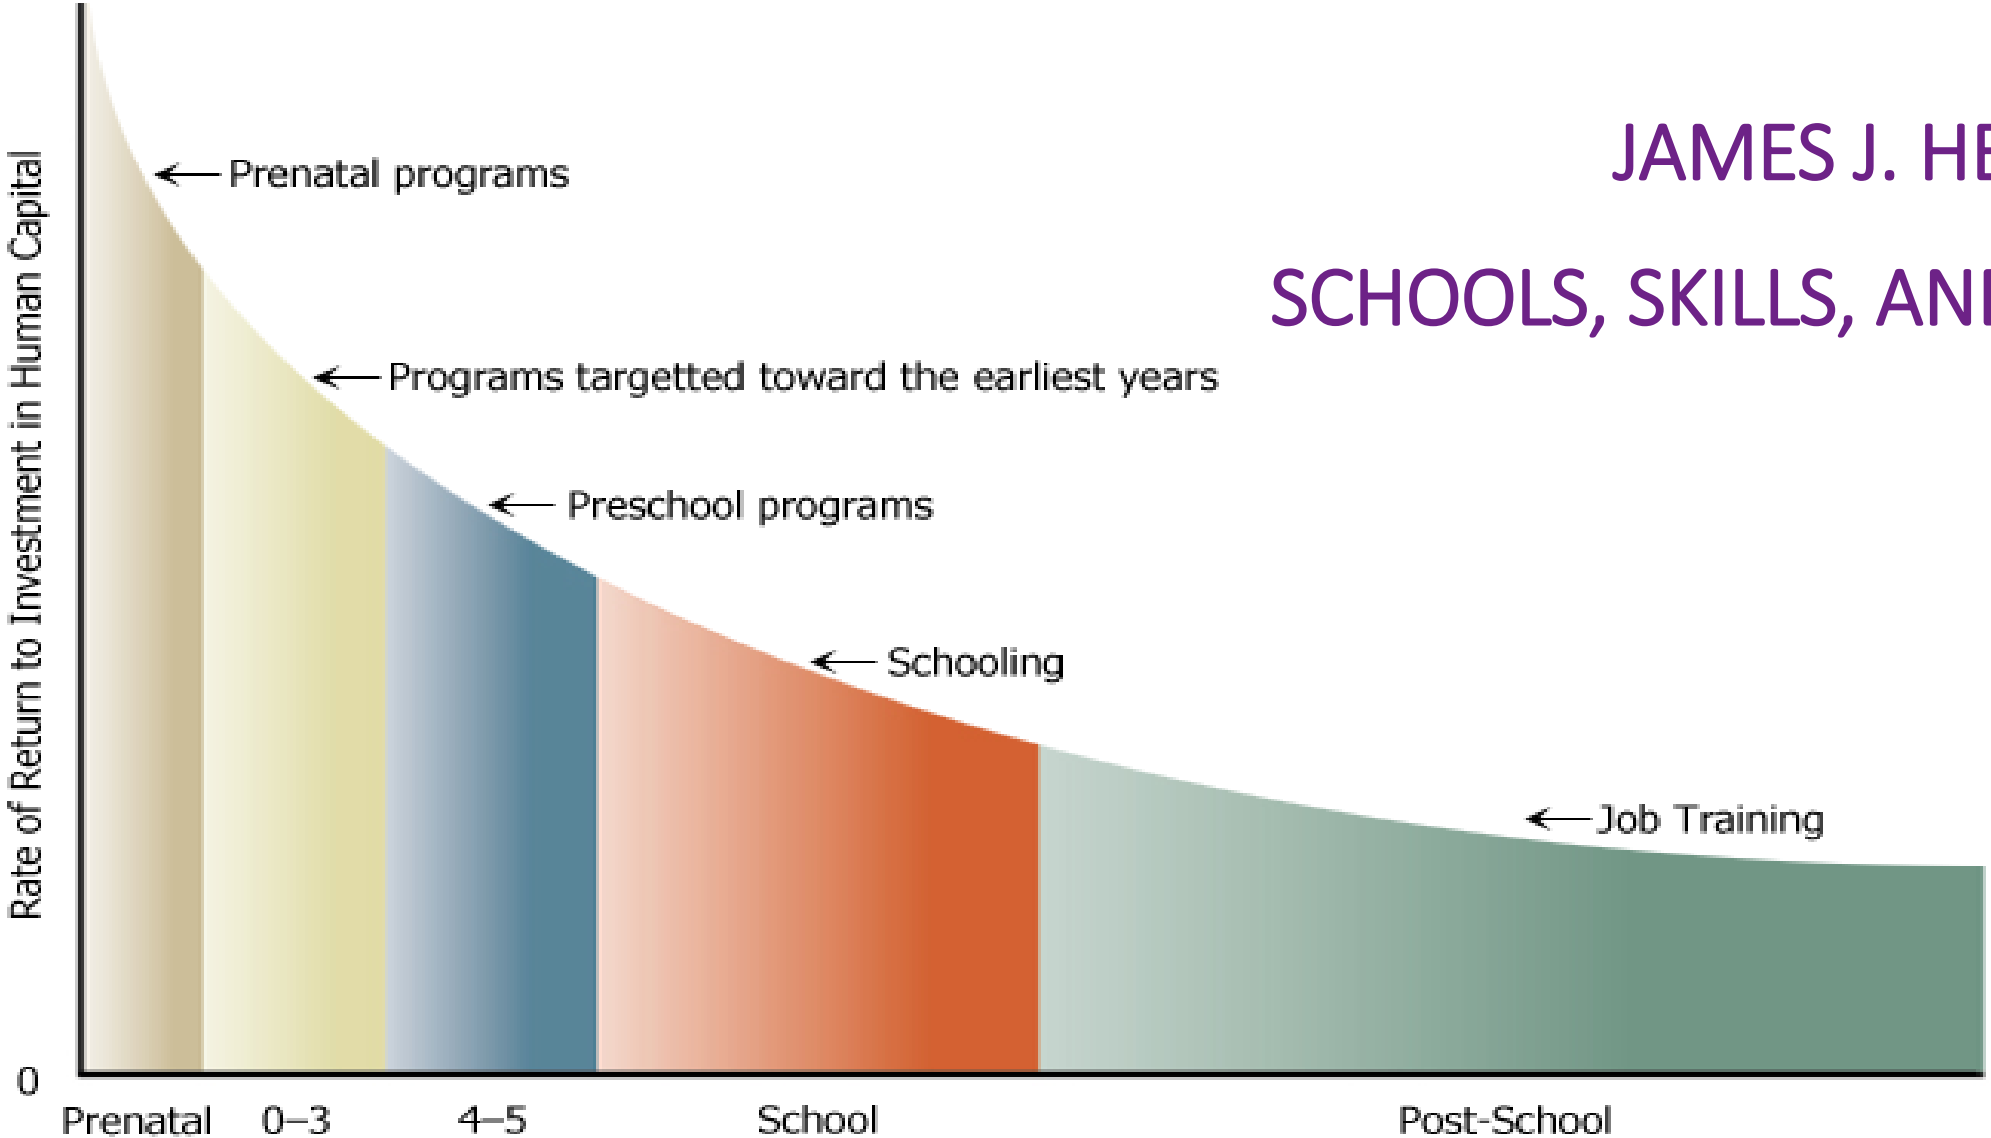 JAMES J. HE
SCHOOLS, SKILLS, AN
Rate of Return to Investment in Human Capital
Prenatal programs
Programs targetted toward the earliest years
Preschool programs
Schooling
Job Training
0
Prenatal 0–3 4–5 School Post-School